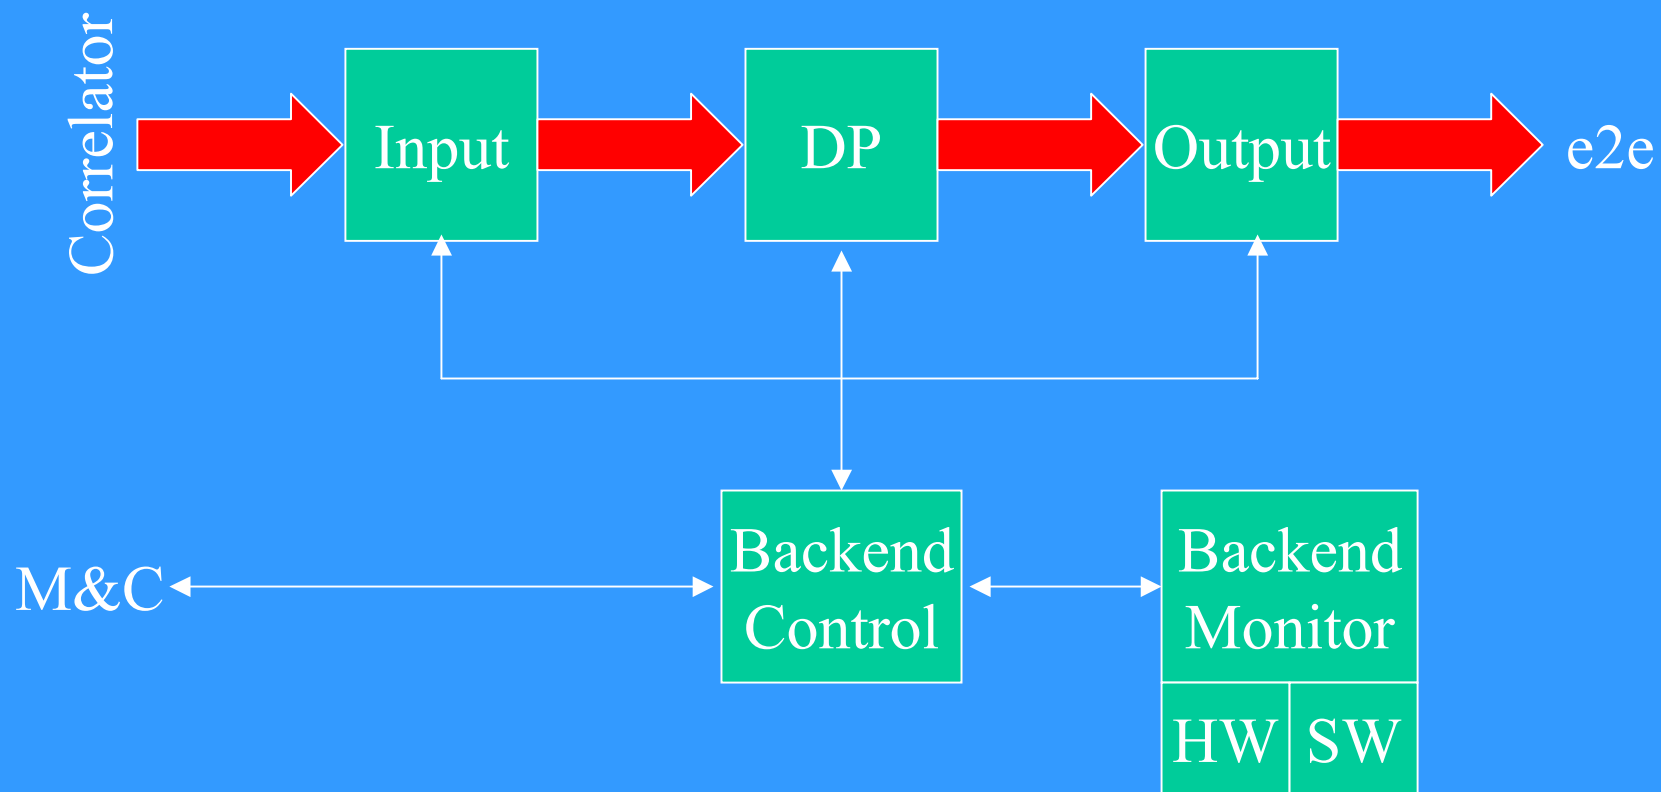 Correlator
Input
DP
Output
e2e
M&C
Backend
Control
Backend
Monitor
HW
SW